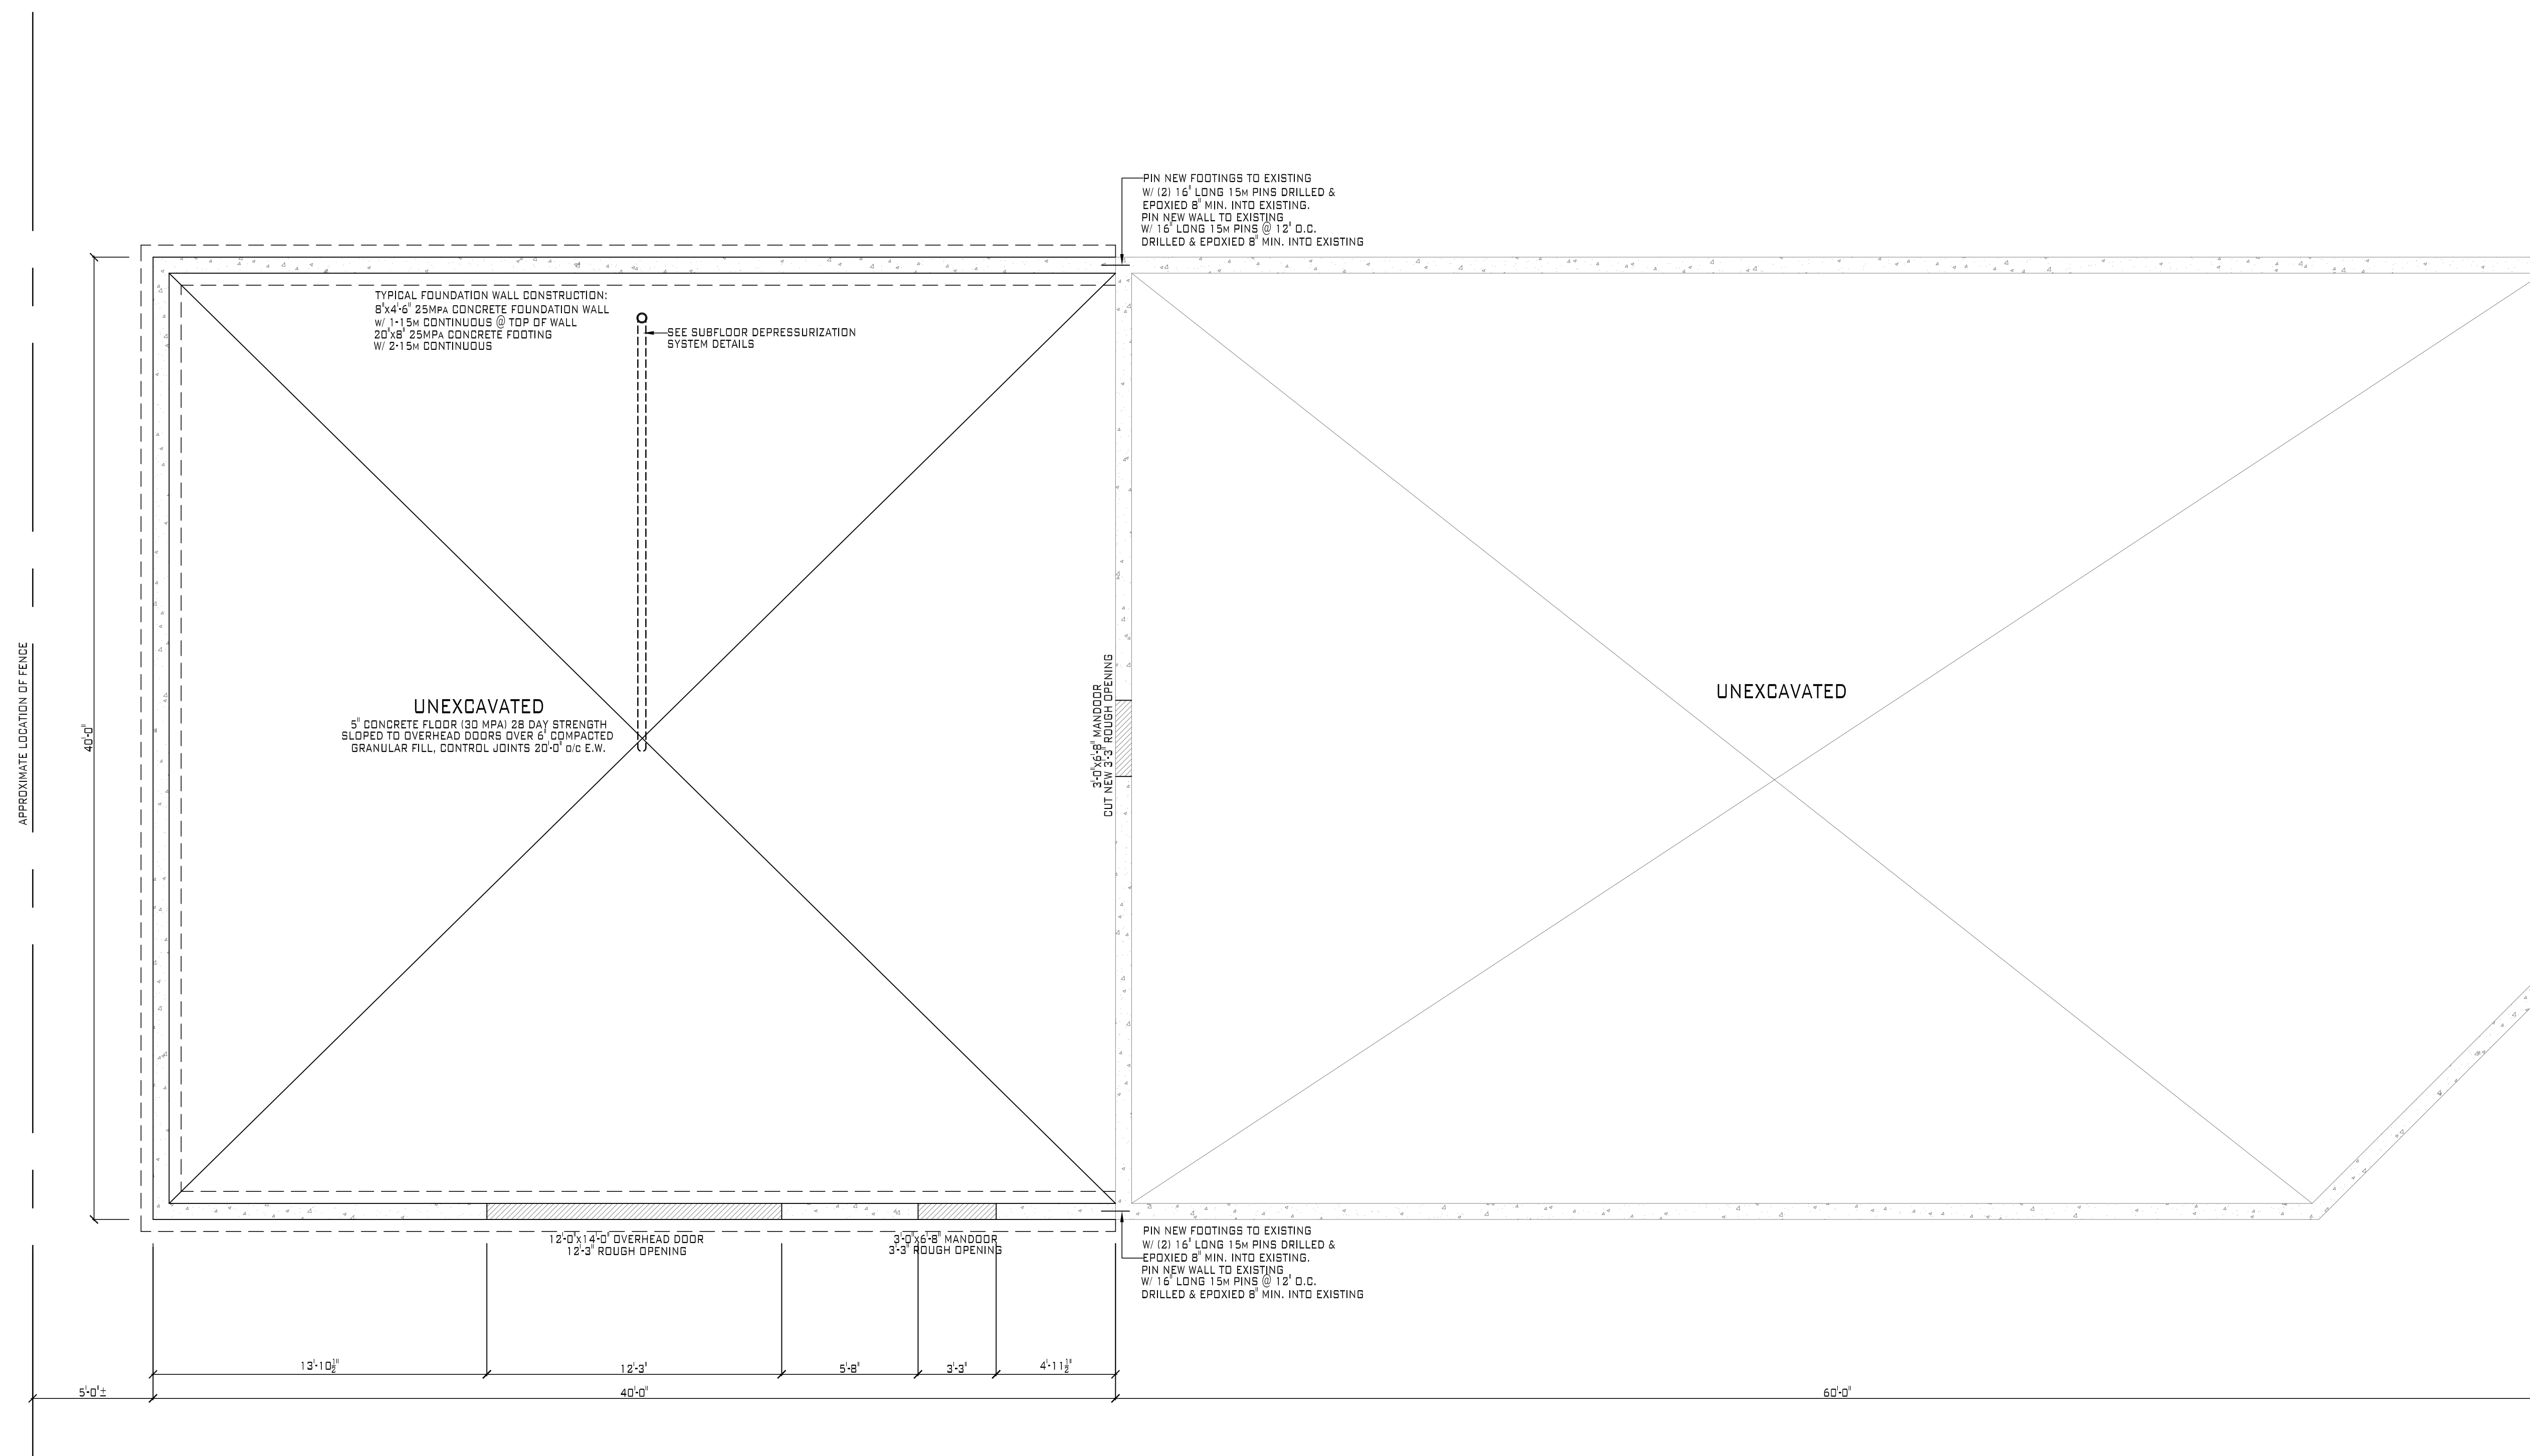 PIN NEW FOOTINGS TO EXISTING
W/ (2) 16" LONG 15M PINS DRILLED &
EPOXIED 8" MIN. INTO EXISTING.
PIN NEW WALL TO EXISTING
W/ 16" LONG 15M PINS @ 12" O.C.
DRILLED & EPOXIED 8" MIN. INTO EXISTING
TYPICAL FOUNDATION WALL CONSTRUCTION:
8"x4'-6" 25MPA CONCRETE FOUNDATION WALL
W/ 1-15M CONTINUOUS @ TOP OF WALL
20"x8" 25MPA CONCRETE FOOTING
W/ 2-15M CONTINUOUS
SEE SUBFLOOR DEPRESSURIZATION
SYSTEM DETAILS
APPROXIMATE LOCATION OF FENCE
40'-0"
UNEXCAVATED
5" CONCRETE FLOOR (30 MPA) 28 DAY STRENGTH
SLOPED TO OVERHEAD DOORS OVER 6" COMPACTED
GRANULAR FILL, CONTROL JOINTS 20'-0" O/C E.W.
3'-0"x6'-8" MANDOOR
CUT NEW 3'-3" ROUGH OPENING
UNEXCAVATED
12'-0"x14'-0" OVERHEAD DOOR
12'-3" ROUGH OPENING
3'-0"x6'-8" MANDOOR
3'-3" ROUGH OPENING
PIN NEW FOOTINGS TO EXISTING
W/ (2) 16" LONG 15M PINS DRILLED &
EPOXIED 8" MIN. INTO EXISTING.
PIN NEW WALL TO EXISTING
W/ 16" LONG 15M PINS @ 12" O.C.
DRILLED & EPOXIED 8" MIN. INTO EXISTING
13'-10 1/2" 12'-3" 5'-8" 3'-3" 4'-11 1/2"
5'-0"± 40'-0" 60'-0"